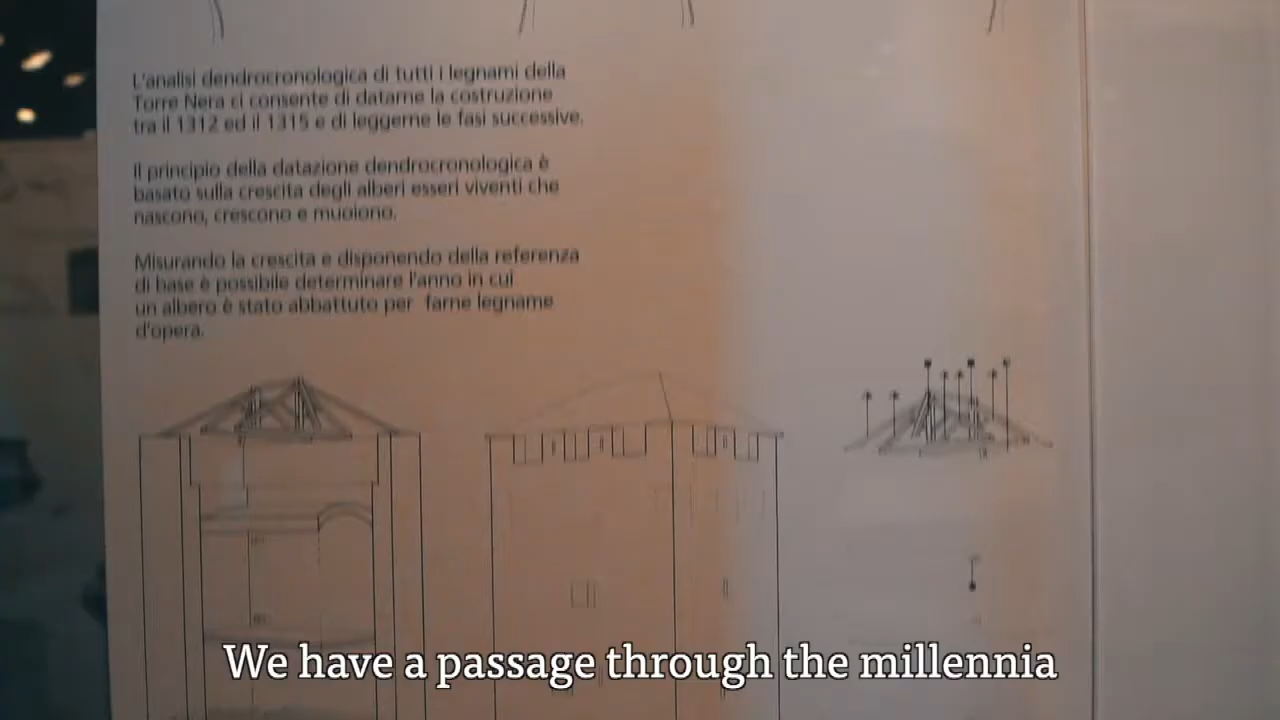 L'analisi dendrocronologica di tutti i legnami della
Torre Nera ci consente di datarne la costruzione
tra il 1312 ed il 1315 e di leggerne le fasi successive.
Il principio della datazione dendrocronologica è
basato sulla crescita degli alberi esseri viventi che
nascono, crescono e muoiono.
Misurando la crescita e disponendo della referenza
di base è possibile determinare l'anno in cui
un albero è stato abbattuto per farne legname
d'opera.
We have a passage through the millennia